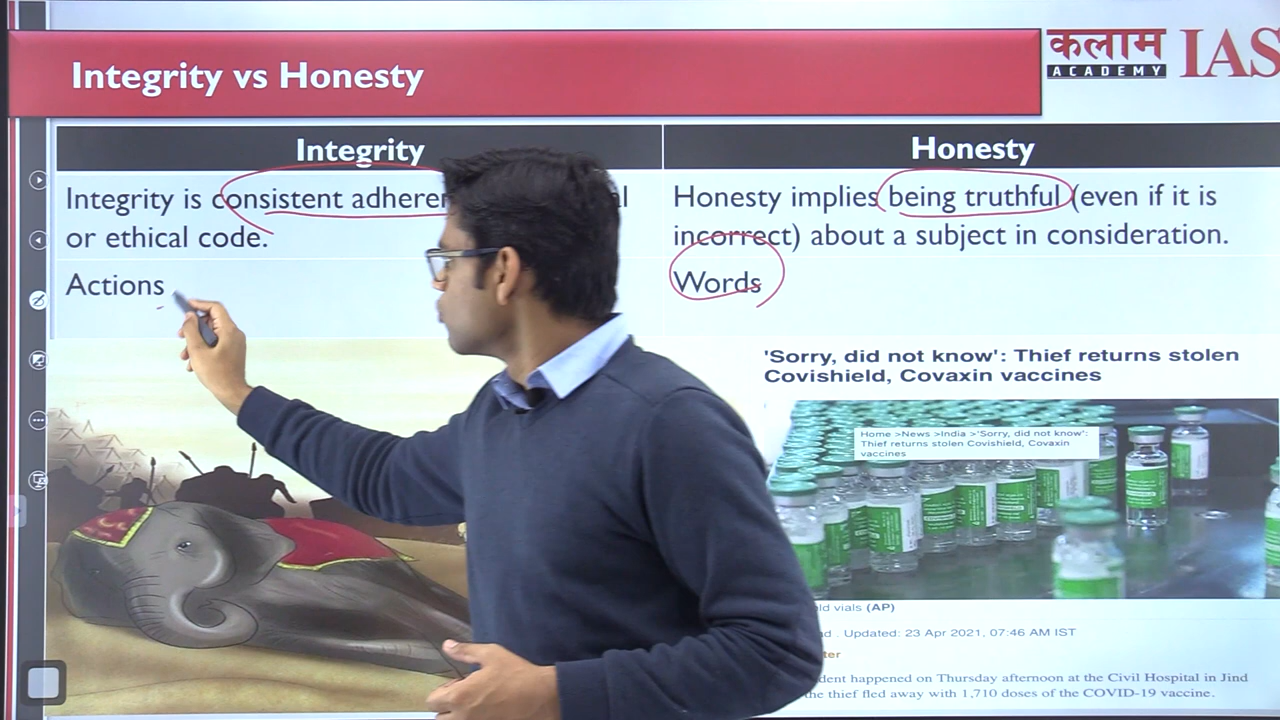 Integrity vs Honesty
कलाम
ACADEMY
IAS
Integrity
Honesty
Integrity is consistent
or ethical code.
Honesty implies being truthful (even if it is
incorrect) about a subject in consideration.
Actions
Words
'Sorry, did not know': Thief returns stolen
Covishield, Covaxin vaccines
Home >News >India >'Sorry, did not know':
Thief returns stolen Covishield, Covaxin
vaccines
vials (AP)
. Updated: 23 Apr 2021, 07:46 AM IST
happened on Thursday afternoon at the Civil Hospital in Jind
the thief fled away with 1,710 doses of the COVID-19 vaccine.